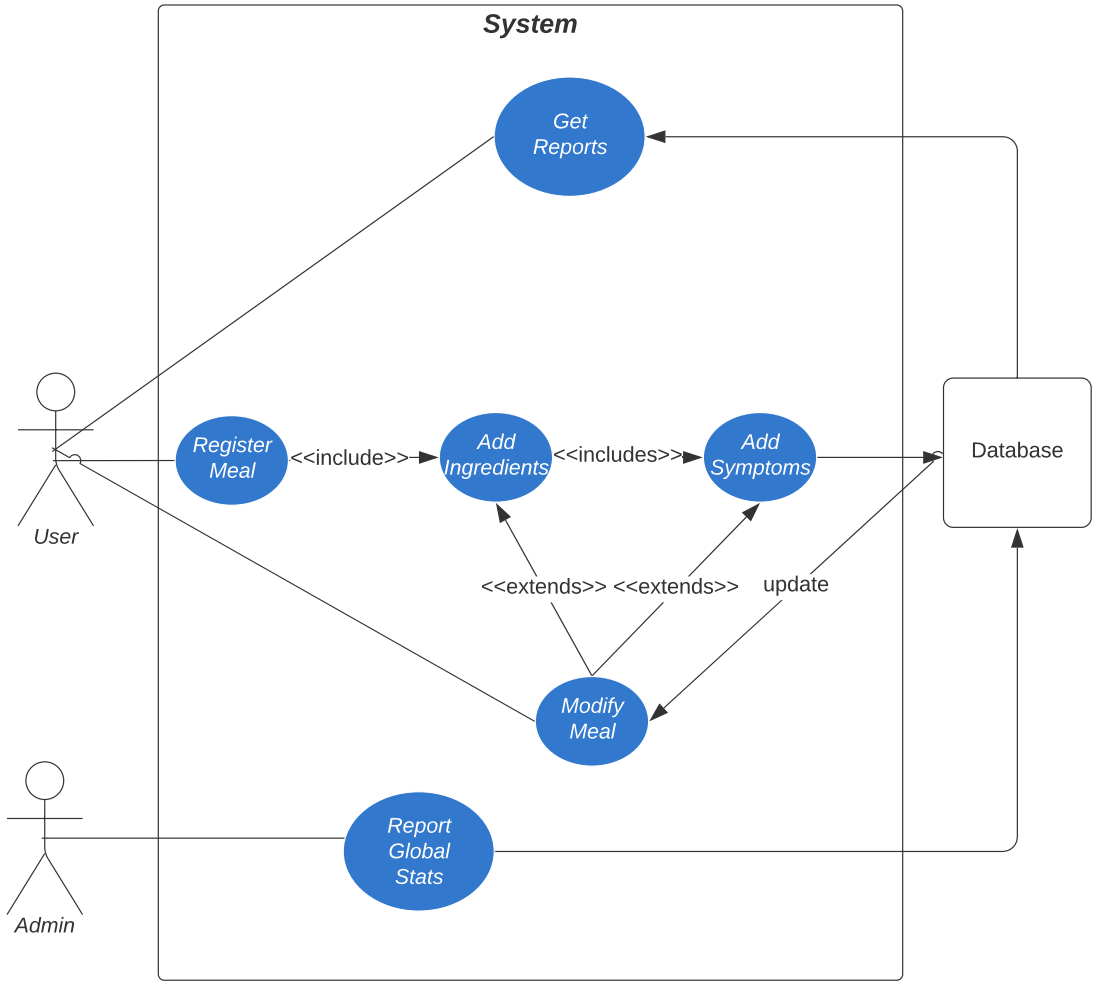 System
Get
Reports
Register
Meal
<<include>>
Add
Ingredients
<<includes>>
Add
Symptoms
Database
User
<<extends>>
<<extends>>
update
Modify
Meal
Report
Global
Stats
Admin